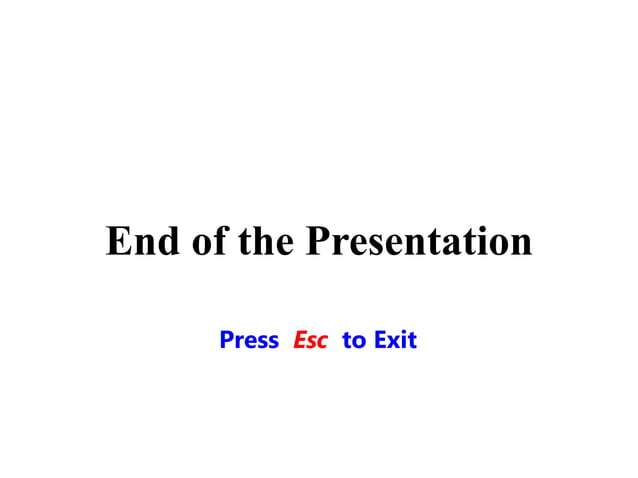 End of the Presentation
Press Esc to Exit